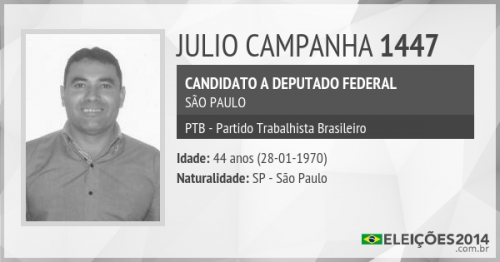 JULIO CAMPANHA 1447
CANDIDATO A DEPUTADO FEDERAL
SÃO PAULO
PTB - Partido Trabalhista Brasileiro
Idade: 44 anos (28-01-1970)
Naturalidade: SP - São Paulo
ELEIÇÕES2014
.com.br